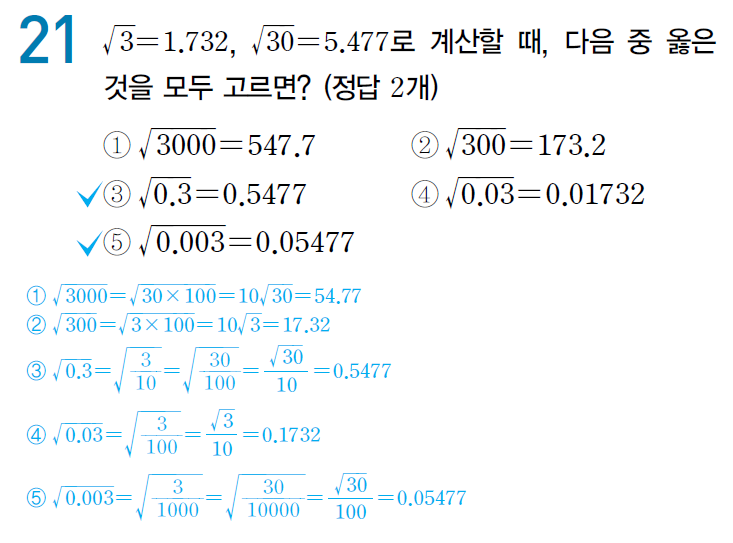 21 √3=1.732, √30=5.477로 계산할 때, 다음 중 옳은
것을 모두 고르면? (정답 2개)
① √3000=547.7 ② √300=173.2
✓③ √0.3=0.5477 ④ √0.03=0.01732
✓⑤ √0.003=0.05477
① √3000=√30×100=10√30=54.77
② √300=√3×100=10√3=17.32
③ √0.3=√(3/10)=√(30/100)=√30/10=0.5477
④ √0.03=√(3/100)=√3/10=0.1732
⑤ √0.003=√(3/1000)=√(30/10000)=√30/100=0.05477